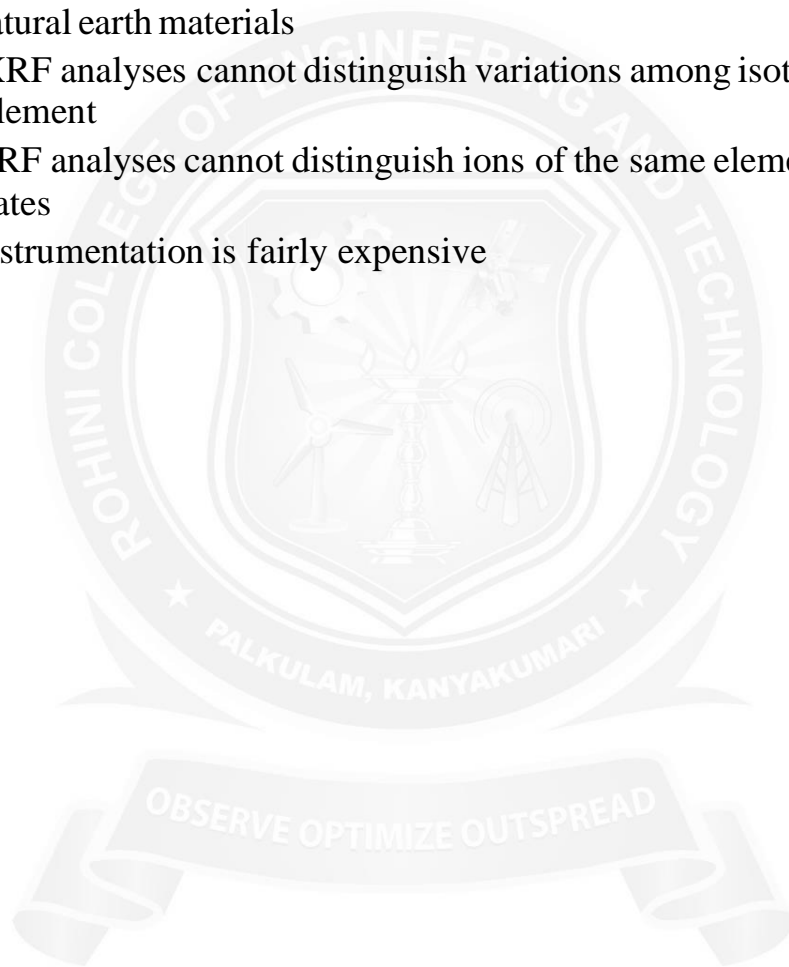 atural earth materials
XRF analyses cannot distinguish variations among isot
lement
RF analyses cannot distinguish ions of the same eleme
ates
strumentation is fairly expensive
ROHINI COLLEGE OF ENGINEERING AND TECHNOLOGY
PALKULAM, KANYAKUMARI
OBSERVE OPTIMIZE OUTSPREAD